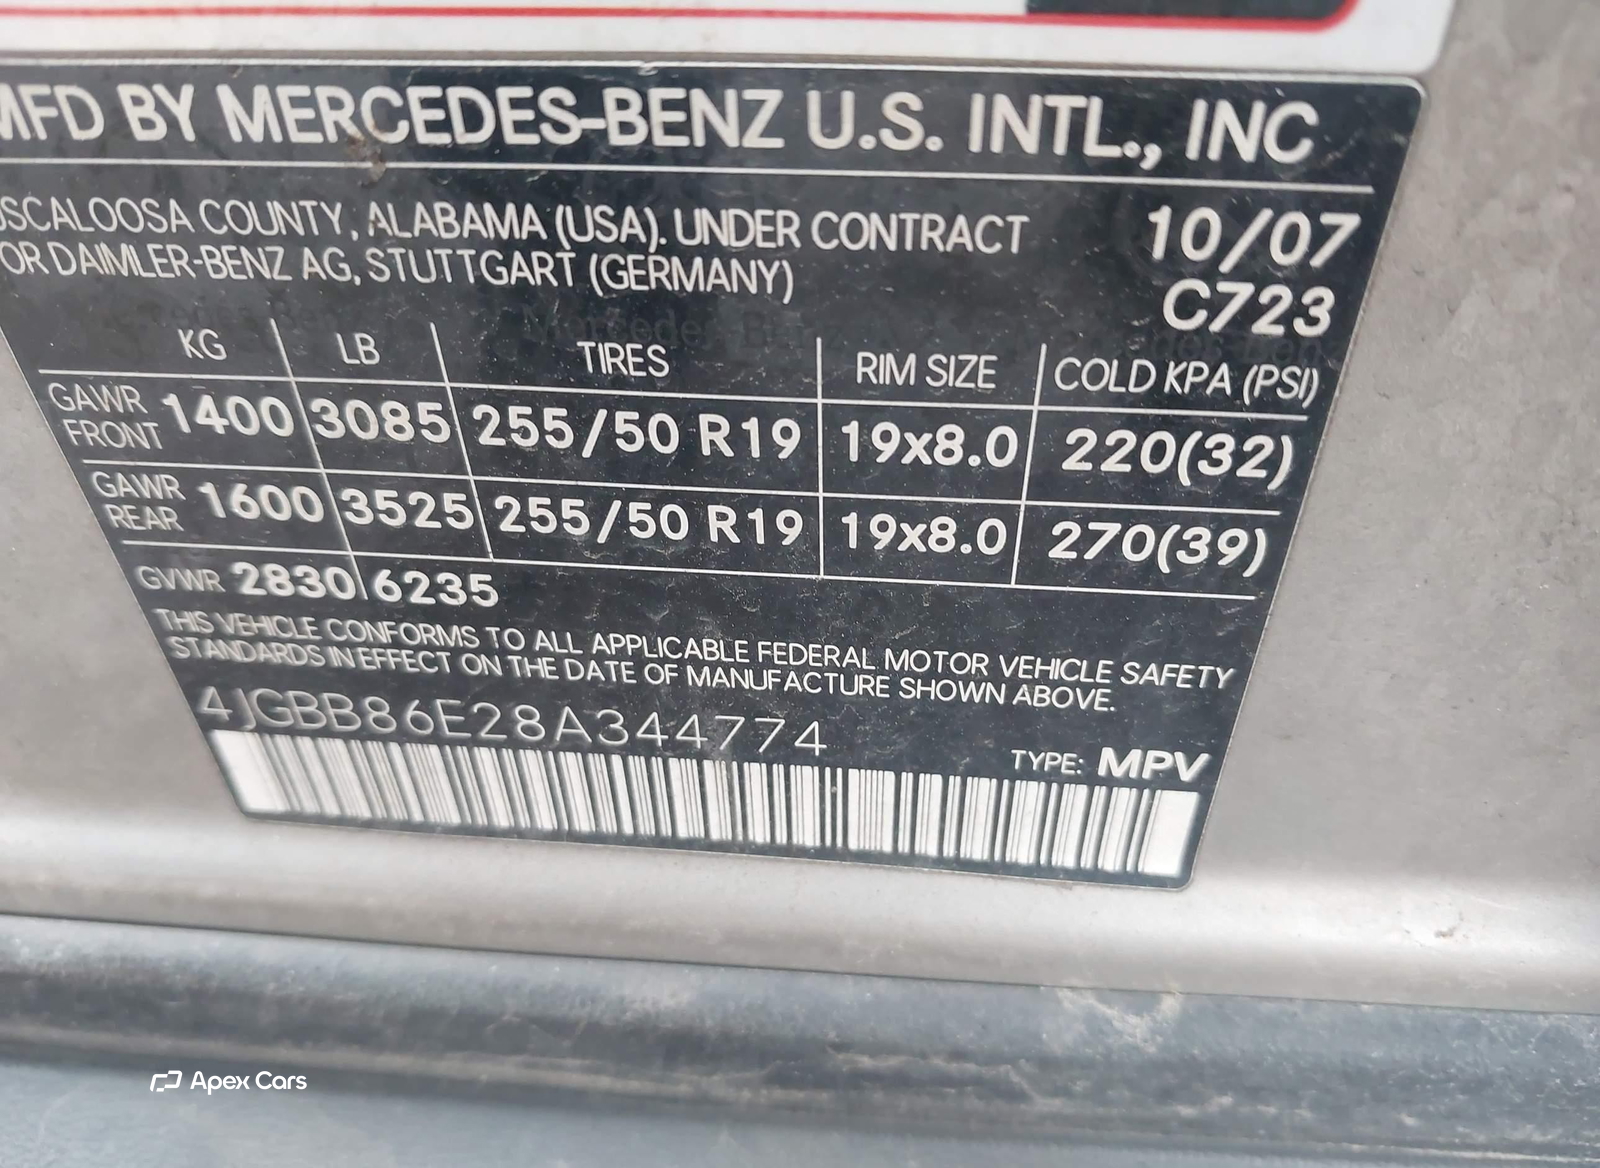 MFD BY MERCEDES-BENZ U.S. INTL., INC
USCALOOSA COUNTY, ALABAMA (USA). UNDER CONTRACT 10/07
OR DAIMLER-BENZ AG, STUTTGART (GERMANY) C723
KG LB TIRES RIM SIZE COLD KPA (PSI)
GAWR FRONT 1400 3085 255/50 R19 19x8.0 220(32)
GAWR REAR 1600 3525 255/50 R19 19x8.0 270(39)
GVWR 2830 6235
THIS VEHICLE CONFORMS TO ALL APPLICABLE FEDERAL MOTOR VEHICLE SAFETY
STANDARDS IN EFFECT ON THE DATE OF MANUFACTURE SHOWN ABOVE.
4JGBB86E28A344774
TYPE: MPV
Apex Cars